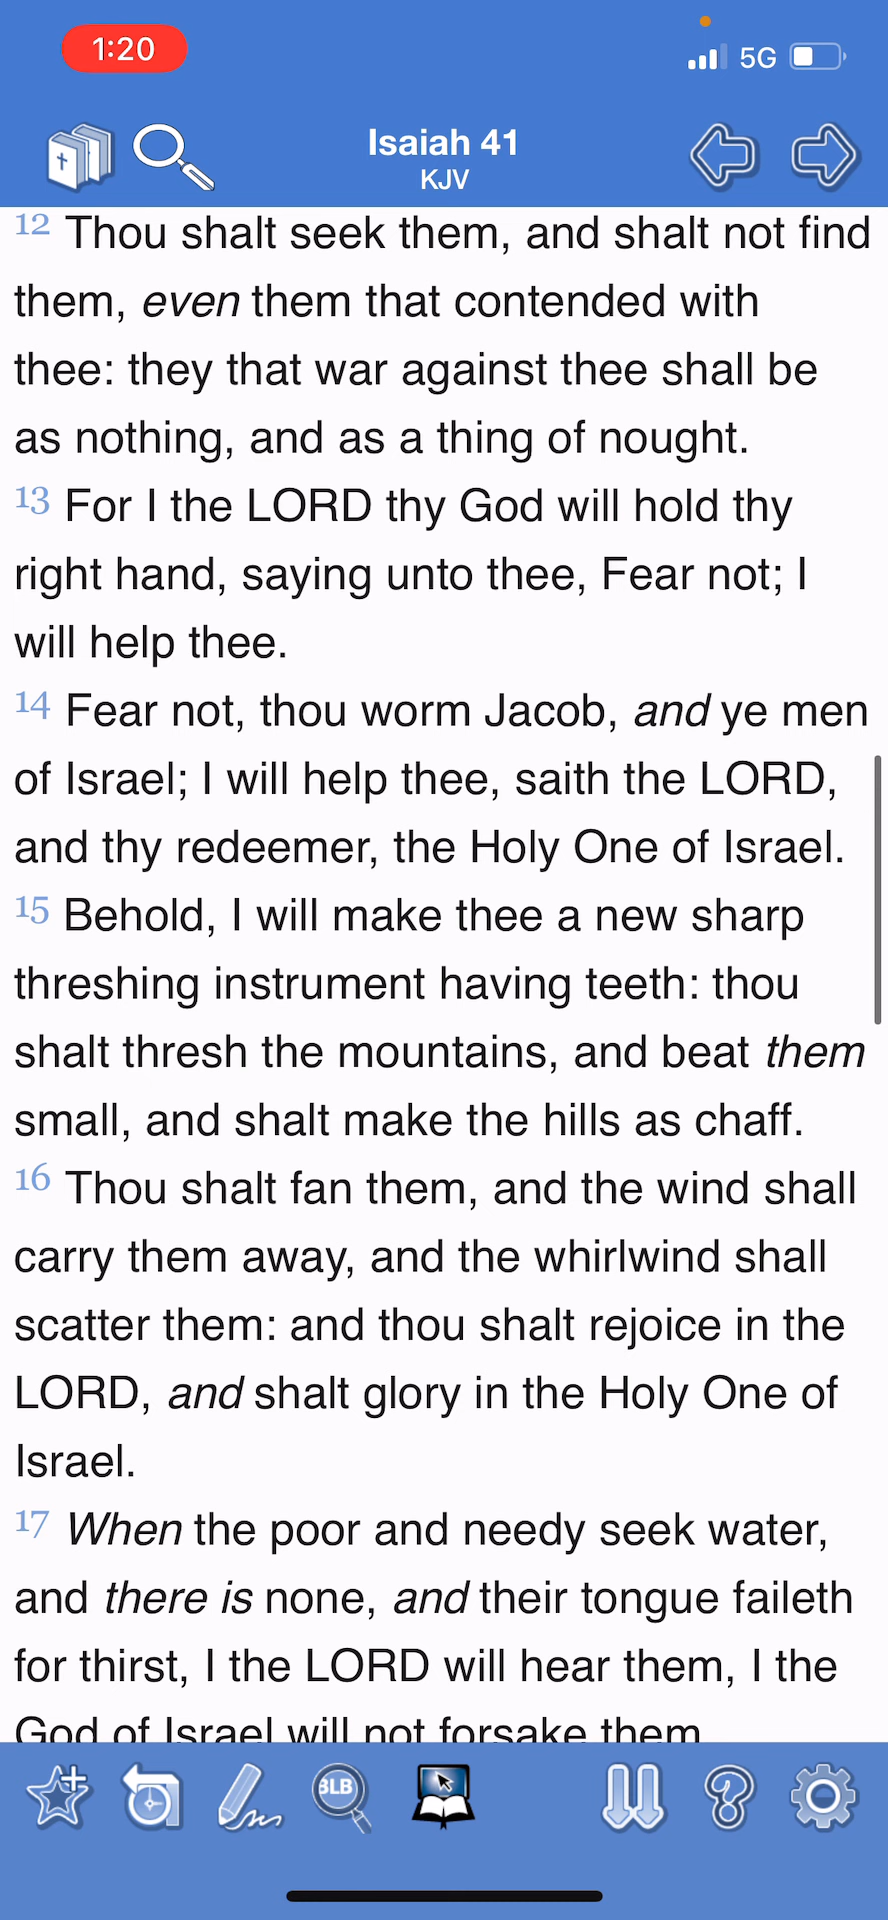 1:20
5G
Isaiah 41
KJV
12 Thou shalt seek them, and shalt not find
them, even them that contended with
thee: they that war against thee shall be
as nothing, and as a thing of nought.
13 For I the LORD thy God will hold thy
right hand, saying unto thee, Fear not; I
will help thee.
14 Fear not, thou worm Jacob, and ye men
of Israel; I will help thee, saith the LORD,
and thy redeemer, the Holy One of Israel.
15 Behold, I will make thee a new sharp
threshing instrument having teeth: thou
shalt thresh the mountains, and beat them
small, and shalt make the hills as chaff.
16 Thou shalt fan them, and the wind shall
carry them away, and the whirlwind shall
scatter them: and thou shalt rejoice in the
LORD, and shalt glory in the Holy One of
Israel.
17 When the poor and needy seek water,
and there is none, and their tongue faileth
for thirst, I the LORD will hear them, I the
God of Israel will not forsake them
BLB